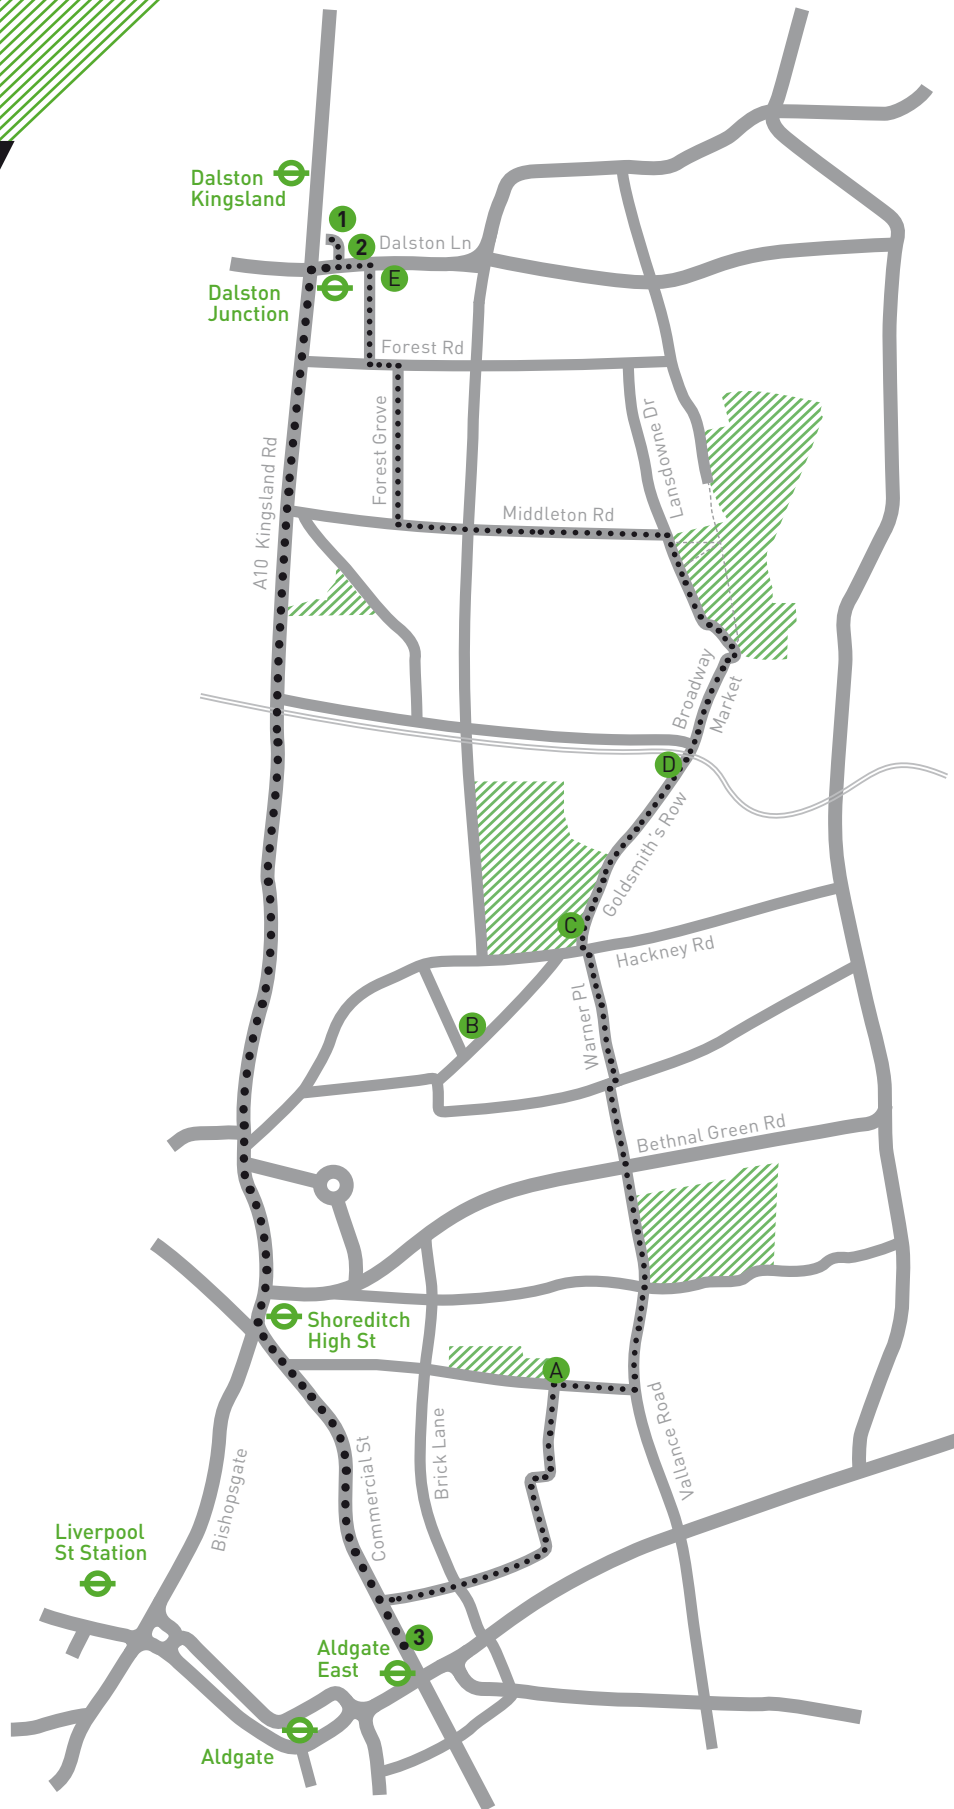 Dalston
Kingsland
1
2
Dalston Ln
E
Dalston
Junction
Forest Rd
Forest Grove
Lansdowne Dr
A10 Kingsland Rd
Middleton Rd
Broadway
Market
D
Goldsmith's Row
C
Hackney Rd
Warner Pl
B
Bethnal Green Rd
Shoreditch
High St
A
Vallance Road
Brick Lane
Commercial St
Bishopsgate
Liverpool
St Station
3
Aldgate
East
Aldgate